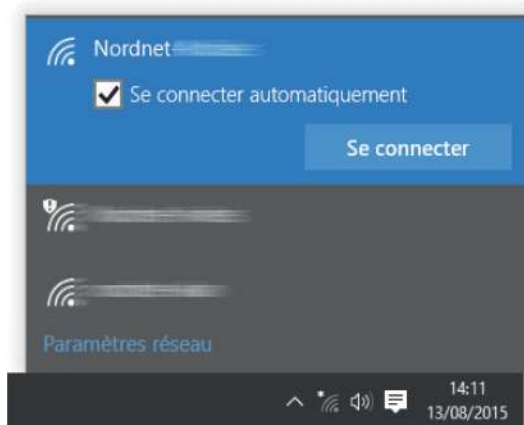 Nordnet
Se connecter automatiquement
Se connecter
Paramètres réseau
14:11
13/08/2015